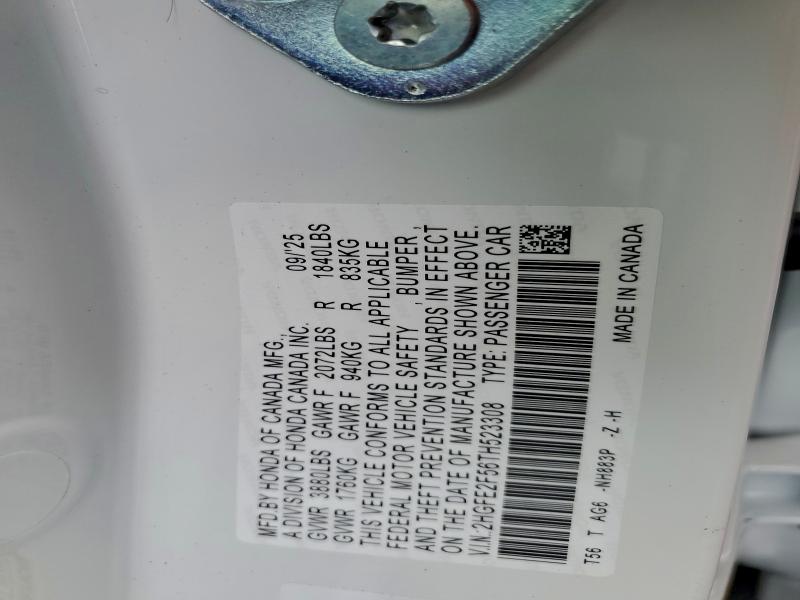 MFD.BY HONDA OF CANADA MFG.,
A DIVISION OF HONDA CANADA INC. 09/'25
GVWR 3880LBS GAWR F 2072LBS R 1840LBS
GVWR 1760KG GAWR F 940KG R 835KG
THIS VEHICLE CONFORMS TO ALL APPLICABLE
FEDERAL MOTOR VEHICLE SAFETY , BUMPER ,
AND THEFT PREVENTION STANDARDS IN EFFECT
ON THE DATE OF MANUFACTURE SHOWN ABOVE.
V.I.N: 2HGFE2F56TH523308 TYPE: PASSENGER CAR
T56 T AG6 -NH883P -Z -H
MADE IN CANADA